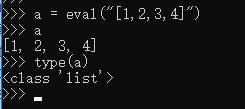 >>> a = eval("[1,2,3,4]")
>>> a
[1, 2, 3, 4]
>>> type(a)
<class 'list'>
>>>